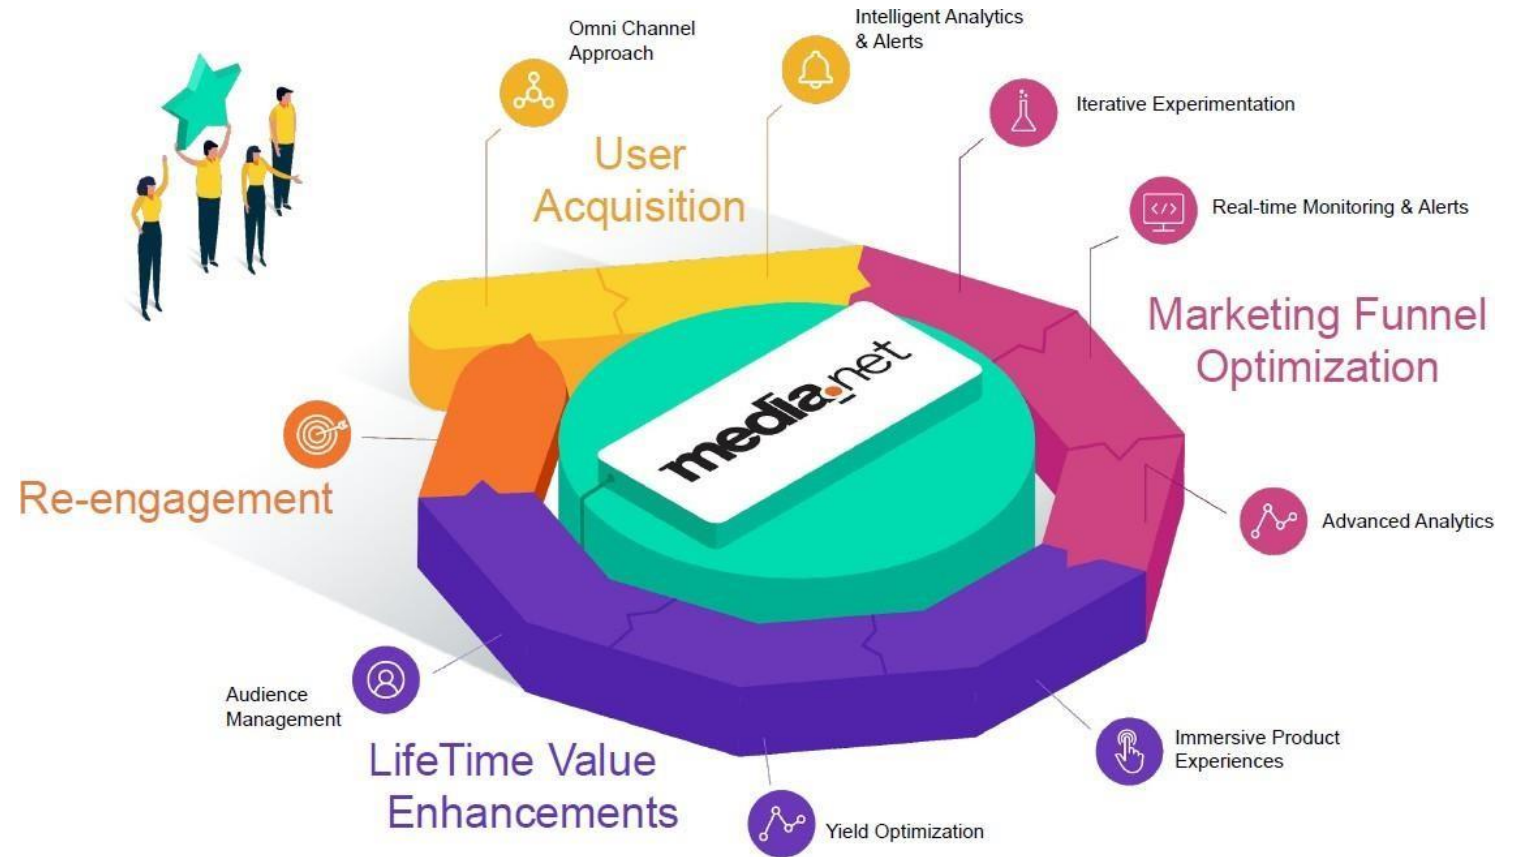 Omni Channel
Approach
Intelligent Analytics
& Alerts
Iterative Experimentation
User
Acquisition
Real-time Monitoring & Alerts
Marketing Funnel
Optimization
media.net
Re-engagement
Advanced Analytics
Audience
Management
LifeTime Value
Enhancements
Immersive Product
Experiences
Yield Optimization